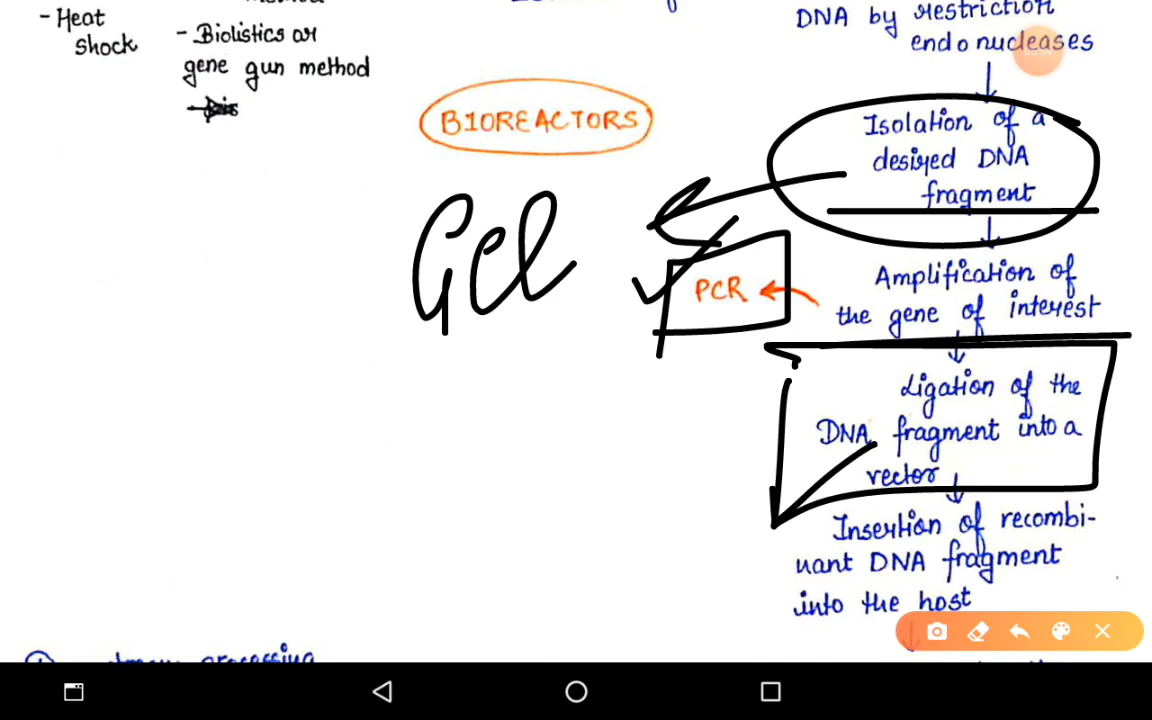 - Heat
shock
- Biolistics or
gene gun method
BIOREACTORS
Gel
PCR
DNA by restriction
endonucleases
Isolation of a
desired DNA
fragment
Amplification of
the gene of interest
Ligation of the
DNA fragment into a
vector
Insertion of recombi-
nant DNA fragment
into the host
processing